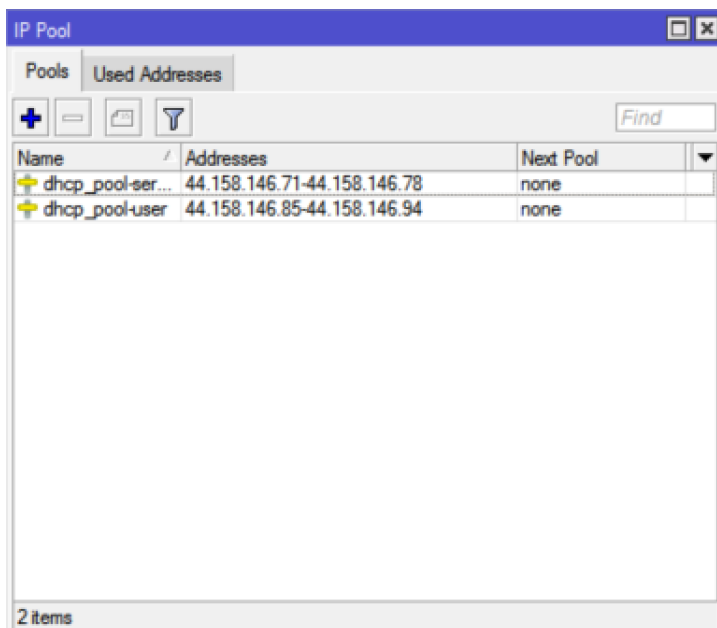 IP Pool
Pools Used Addresses
Find
Name Addresses Next Pool
dhcp_pool-ser... 44.158.146.71-44.158.146.78 none
dhcp_pool-user 44.158.146.85-44.158.146.94 none
2 items